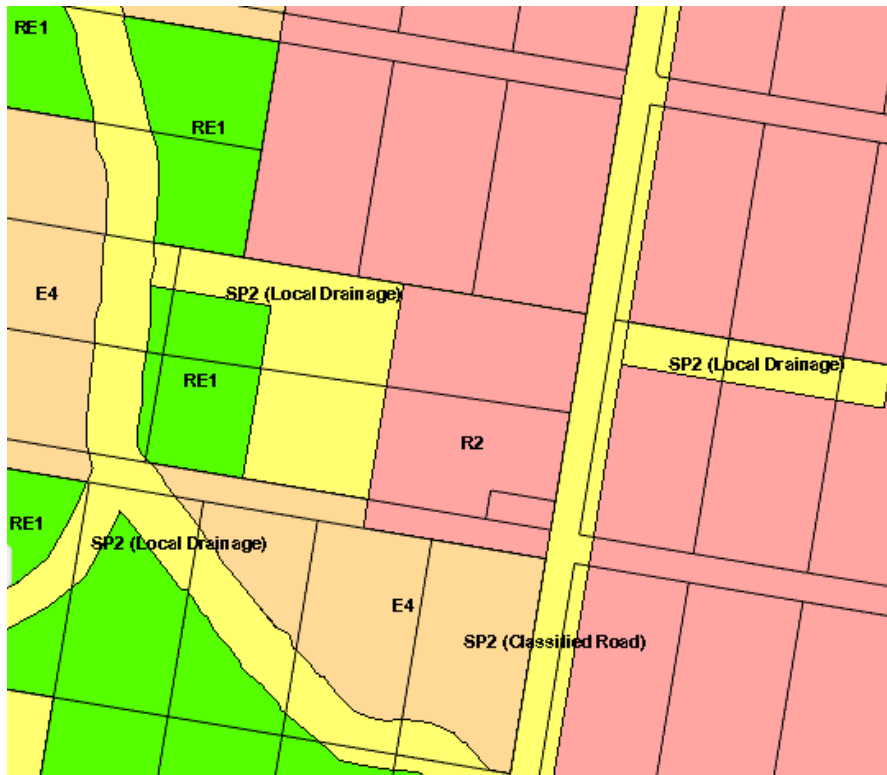 RE1
RE1
E4
SP2 (Local Drainage)
SP2 (Local Drainage)
RE1
R2
RE1
SP2 (Local Drainage)
E4
SP2 (Classified Road)